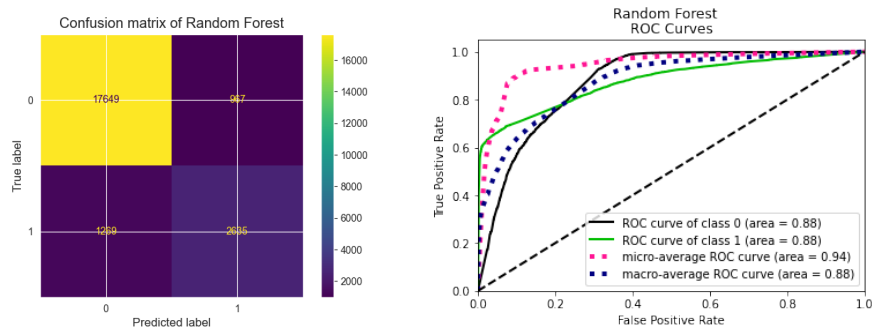 Confusion matrix of Random Forest
True label
0
1
17649
967
1269
2635
0
1
Predicted label
16000
14000
12000
10000
8000
6000
4000
2000
Random Forest
ROC Curves
True Positive Rate
1.0
0.8
0.6
0.4
0.2
0.0
ROC curve of class 0 (area = 0.88)
ROC curve of class 1 (area = 0.88)
micro-average ROC curve (area = 0.94)
macro-average ROC curve (area = 0.88)
0.0
0.2
0.4
0.6
0.8
1.0
False Positive Rate